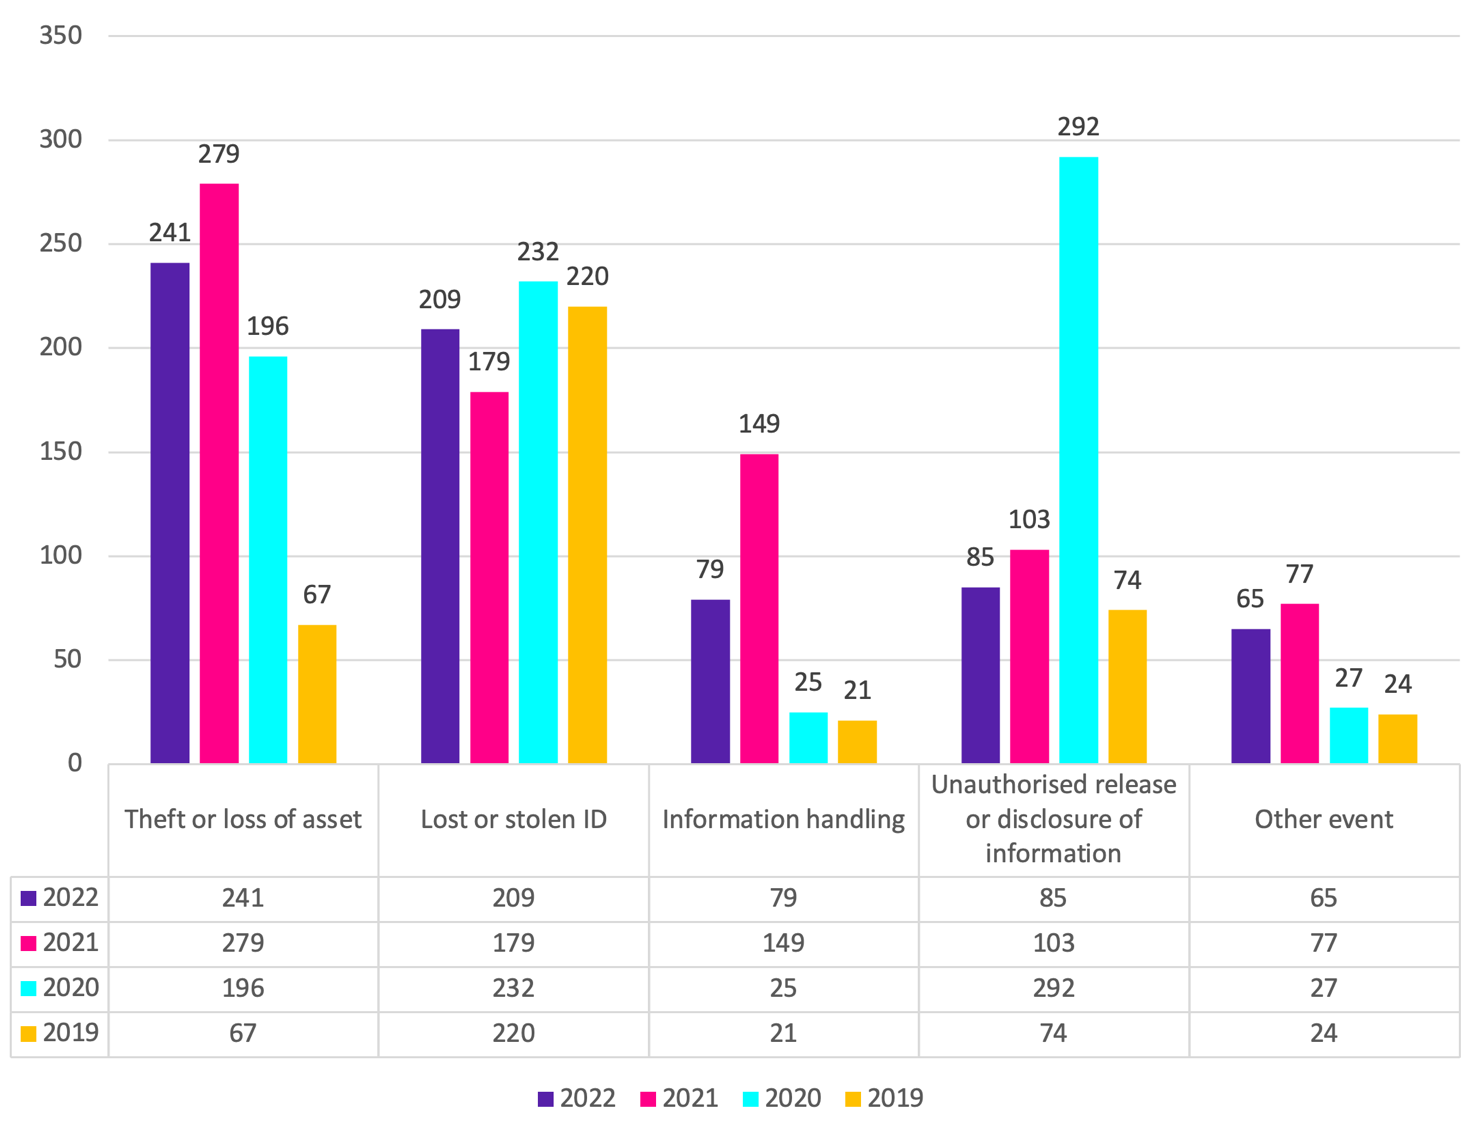 350
300
250
200
150
100
50
0
241
279
196
67
209
179
232
220
79
149
25
21
85
103
292
74
65
77
27
24
Theft or loss of asset
Lost or stolen ID
Information handling
Unauthorised release
or disclosure of
information
Other event
2022 241 209 79 85 65
2021 279 179 149 103 77
2020 196 232 25 292 27
2019 67 220 21 74 24
2022 2021 2020 2019